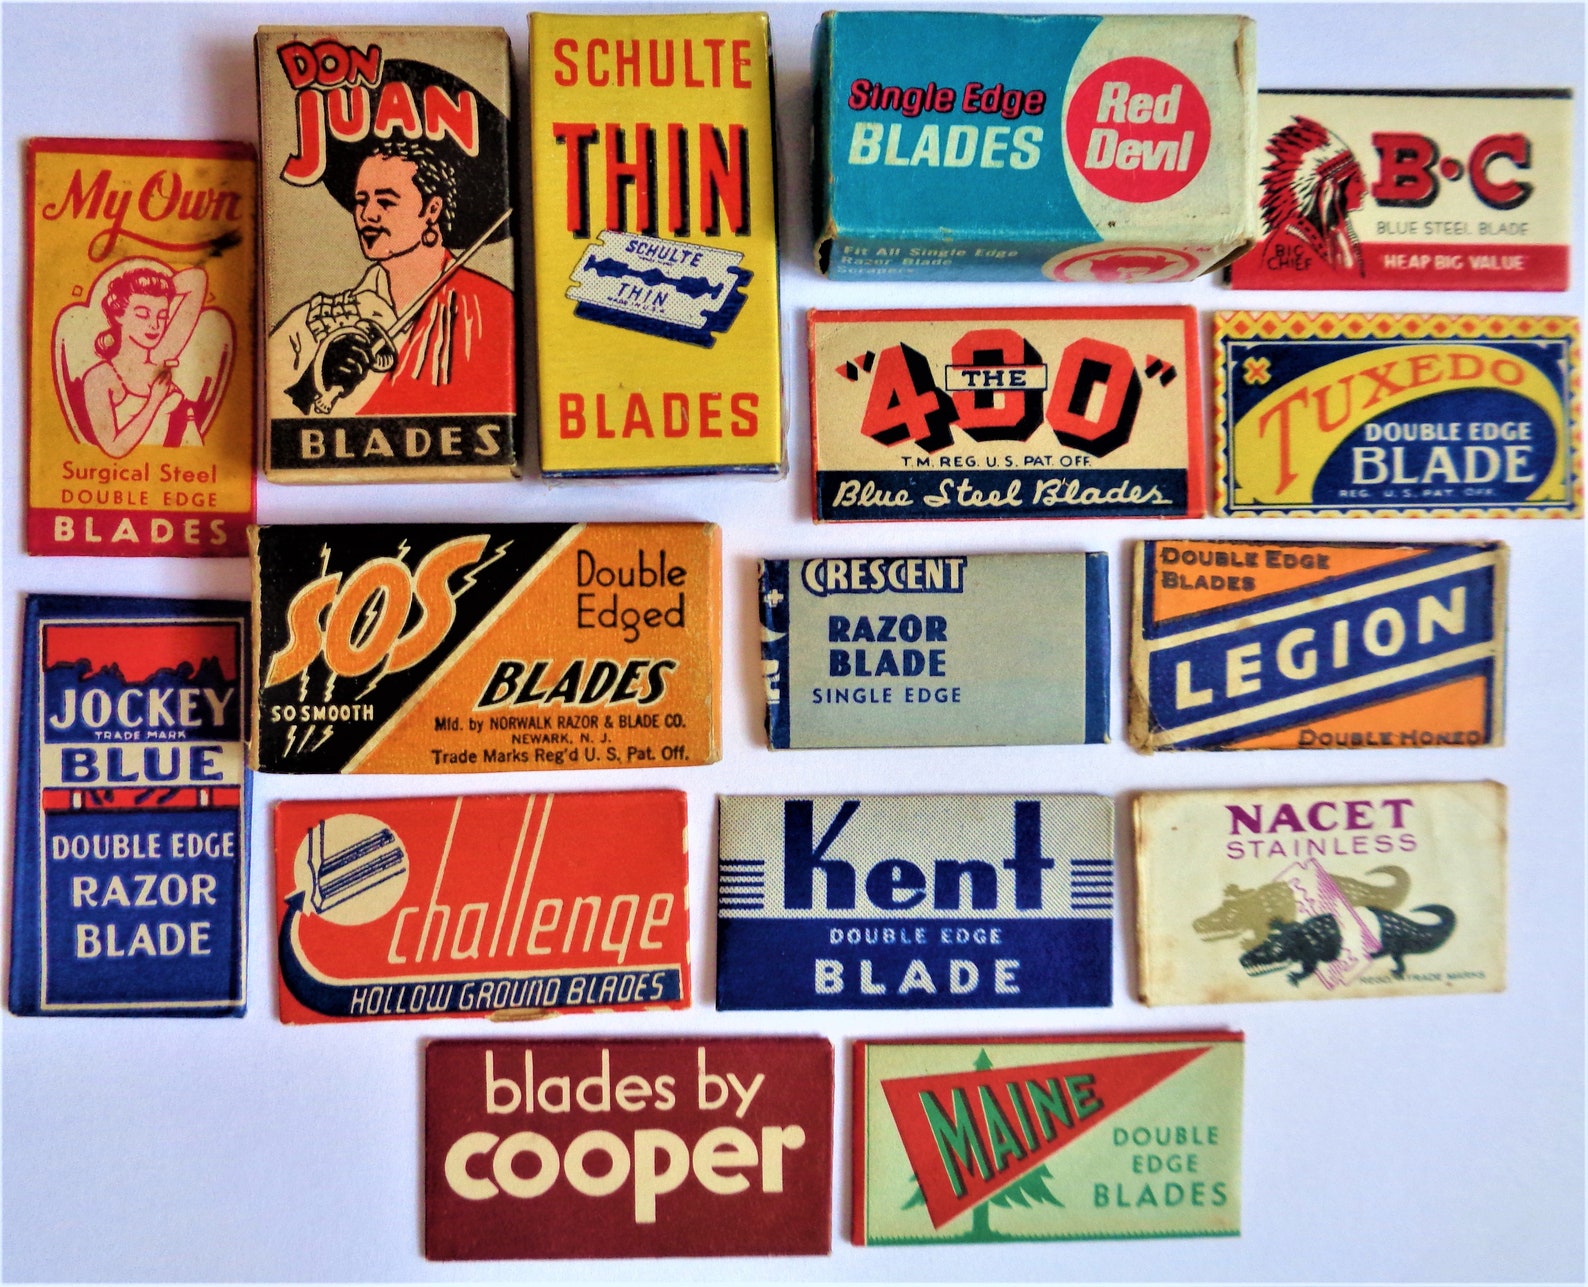 My Own
Surgical Steel
DOUBLE EDGE
BLADES
DON
JUAN
BLADES
SCHULTE
THIN
SCHULTE
THIN
MADE IN U.S.A.
BLADES
Single Edge
BLADES
Red
Devil
Fit All Single Edge
Razor Blade
Scrapers
B·C
BLUE STEEL BLADE
BIG
CHIEF
HEAP BIG VALUE
"400"
THE
T.M. REG. U.S. PAT. OFF.
Blue Steel Blades
TUXEDO
DOUBLE EDGE
BLADE
REG. U.S. PAT. OFF.
JOCKEY
TRADE MARK
BLUE
DOUBLE EDGE
RAZOR
BLADE
SOS
SO SMOOTH
Double
Edged
BLADES
Mfd. by NORWALK RAZOR & BLADE CO.
NEWARK, N. J.
Trade Marks Reg'd U. S. Pat. Off.
CRESCENT
RAZOR
BLADE
SINGLE EDGE
DOUBLE EDGE
BLADES
LEGION
DOUBLE HONED
challenge
HOLLOW GROUND BLADES
Kent
DOUBLE EDGE
BLADE
NACET
STAINLESS
TRADE MARKS
blades by
cooper
MAINE
DOUBLE
EDGE
BLADES